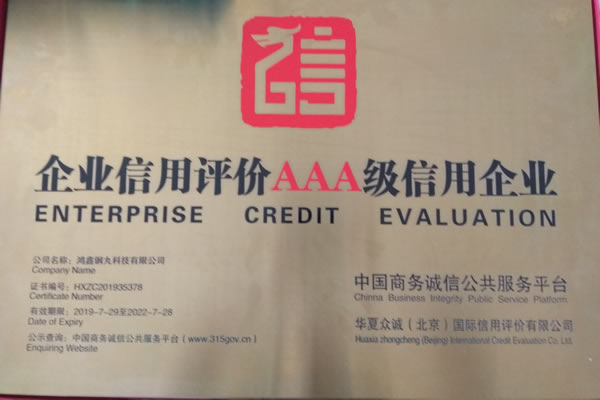 企业信用评价AAA级信用企业
ENTERPRISE CREDIT EVALUATION
公司名称：鸿鑫钢丸科技有限公司
Company Name
证书编号：HXZC201935378
Certificate Number
有效期限：2019-7-29至2022-7-28
Date of Expiry
公示查询：中国商务诚信公共服务平台（www.315gov.cn）
Enquiring Website
中国商务诚信公共服务平台
Chinna Business Integrity Public Service Platform
华夏众诚（北京）国际信用评价有限公司
Huaxia zhongcheng (Beijing) International Credit Evaluation Co. Ltd.